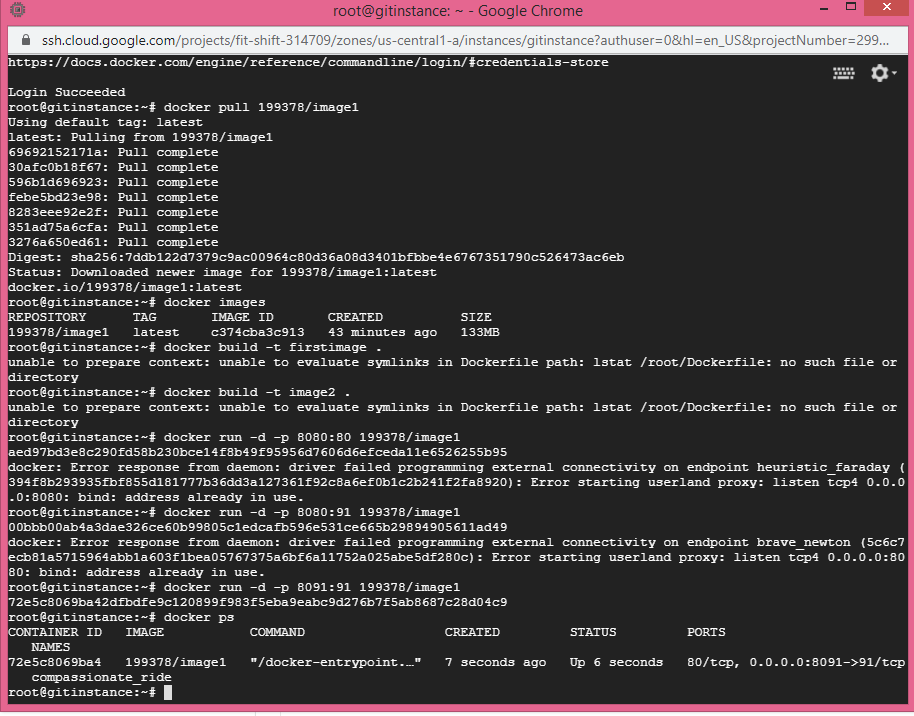 root@gitinstance: ~ - Google Chrome
ssh.cloud.google.com/projects/fit-shift-314709/zones/us-central1-a/instances/gitinstance?authuser=0&hl=en_US&projectNumber=299...
https://docs.docker.com/engine/reference/commandline/login/#credentials-store
Login Succeeded
root@gitinstance:~# docker pull 199378/image1
Using default tag: latest
latest: Pulling from 199378/image1
69692152171a: Pull complete
30afc0b18f67: Pull complete
596b1d696923: Pull complete
febe5bd23e98: Pull complete
8283eee92e2f: Pull complete
351ad75a6cfa: Pull complete
3276a650ed61: Pull complete
Digest: sha256:7ddb122d7379c9ac00964c80d36a08d3401bfbbe4e6767351790c526473ac6eb
Status: Downloaded newer image for 199378/image1:latest
docker.io/199378/image1:latest
root@gitinstance:~# docker images
REPOSITORY TAG IMAGE ID CREATED SIZE
199378/image1 latest c374cba3c913 43 minutes ago 133MB
root@gitinstance:~# docker build -t firstimage .
unable to prepare context: unable to evaluate symlinks in Dockerfile path: lstat /root/Dockerfile: no such file or
directory
root@gitinstance:~# docker build -t image2 .
unable to prepare context: unable to evaluate symlinks in Dockerfile path: lstat /root/Dockerfile: no such file or
directory
root@gitinstance:~# docker run -d -p 8080:80 199378/image1
aed97bd3e8c290fd58b230bce14f8b49f95956d7606d6efceda11e6526255b95
docker: Error response from daemon: driver failed programming external connectivity on endpoint heuristic_faraday (
394f8b293935fbf855d181777b36dd3a127361f92c8a6ef0b1c2b241f2fa8920): Error starting userland proxy: listen tcp4 0.0.0
.0:8080: bind: address already in use.
root@gitinstance:~# docker run -d -p 8080:91 199378/image1
00bbb00ab4a3dae326ce60b99805c1edcafb596e531ce665b29894905611ad49
docker: Error response from daemon: driver failed programming external connectivity on endpoint brave_newton (5c6c7
ecb81a5715964abb1a603f1bea05767375a6bf6a11752a025abe5df280c): Error starting userland proxy: listen tcp4 0.0.0.0:80
80: bind: address already in use.
root@gitinstance:~# docker run -d -p 8091:91 199378/image1
72e5c8069ba42dfbdfe9c120899f983f5eba9eabc9d276b7f5ab8687c28d04c9
root@gitinstance:~# docker ps
CONTAINER ID IMAGE COMMAND CREATED STATUS PORTS
NAMES
72e5c8069ba4 199378/image1 "/docker-entrypoint.…" 7 seconds ago Up 6 seconds 80/tcp, 0.0.0.0:8091->91/tcp
compassionate_ride
root@gitinstance:~#